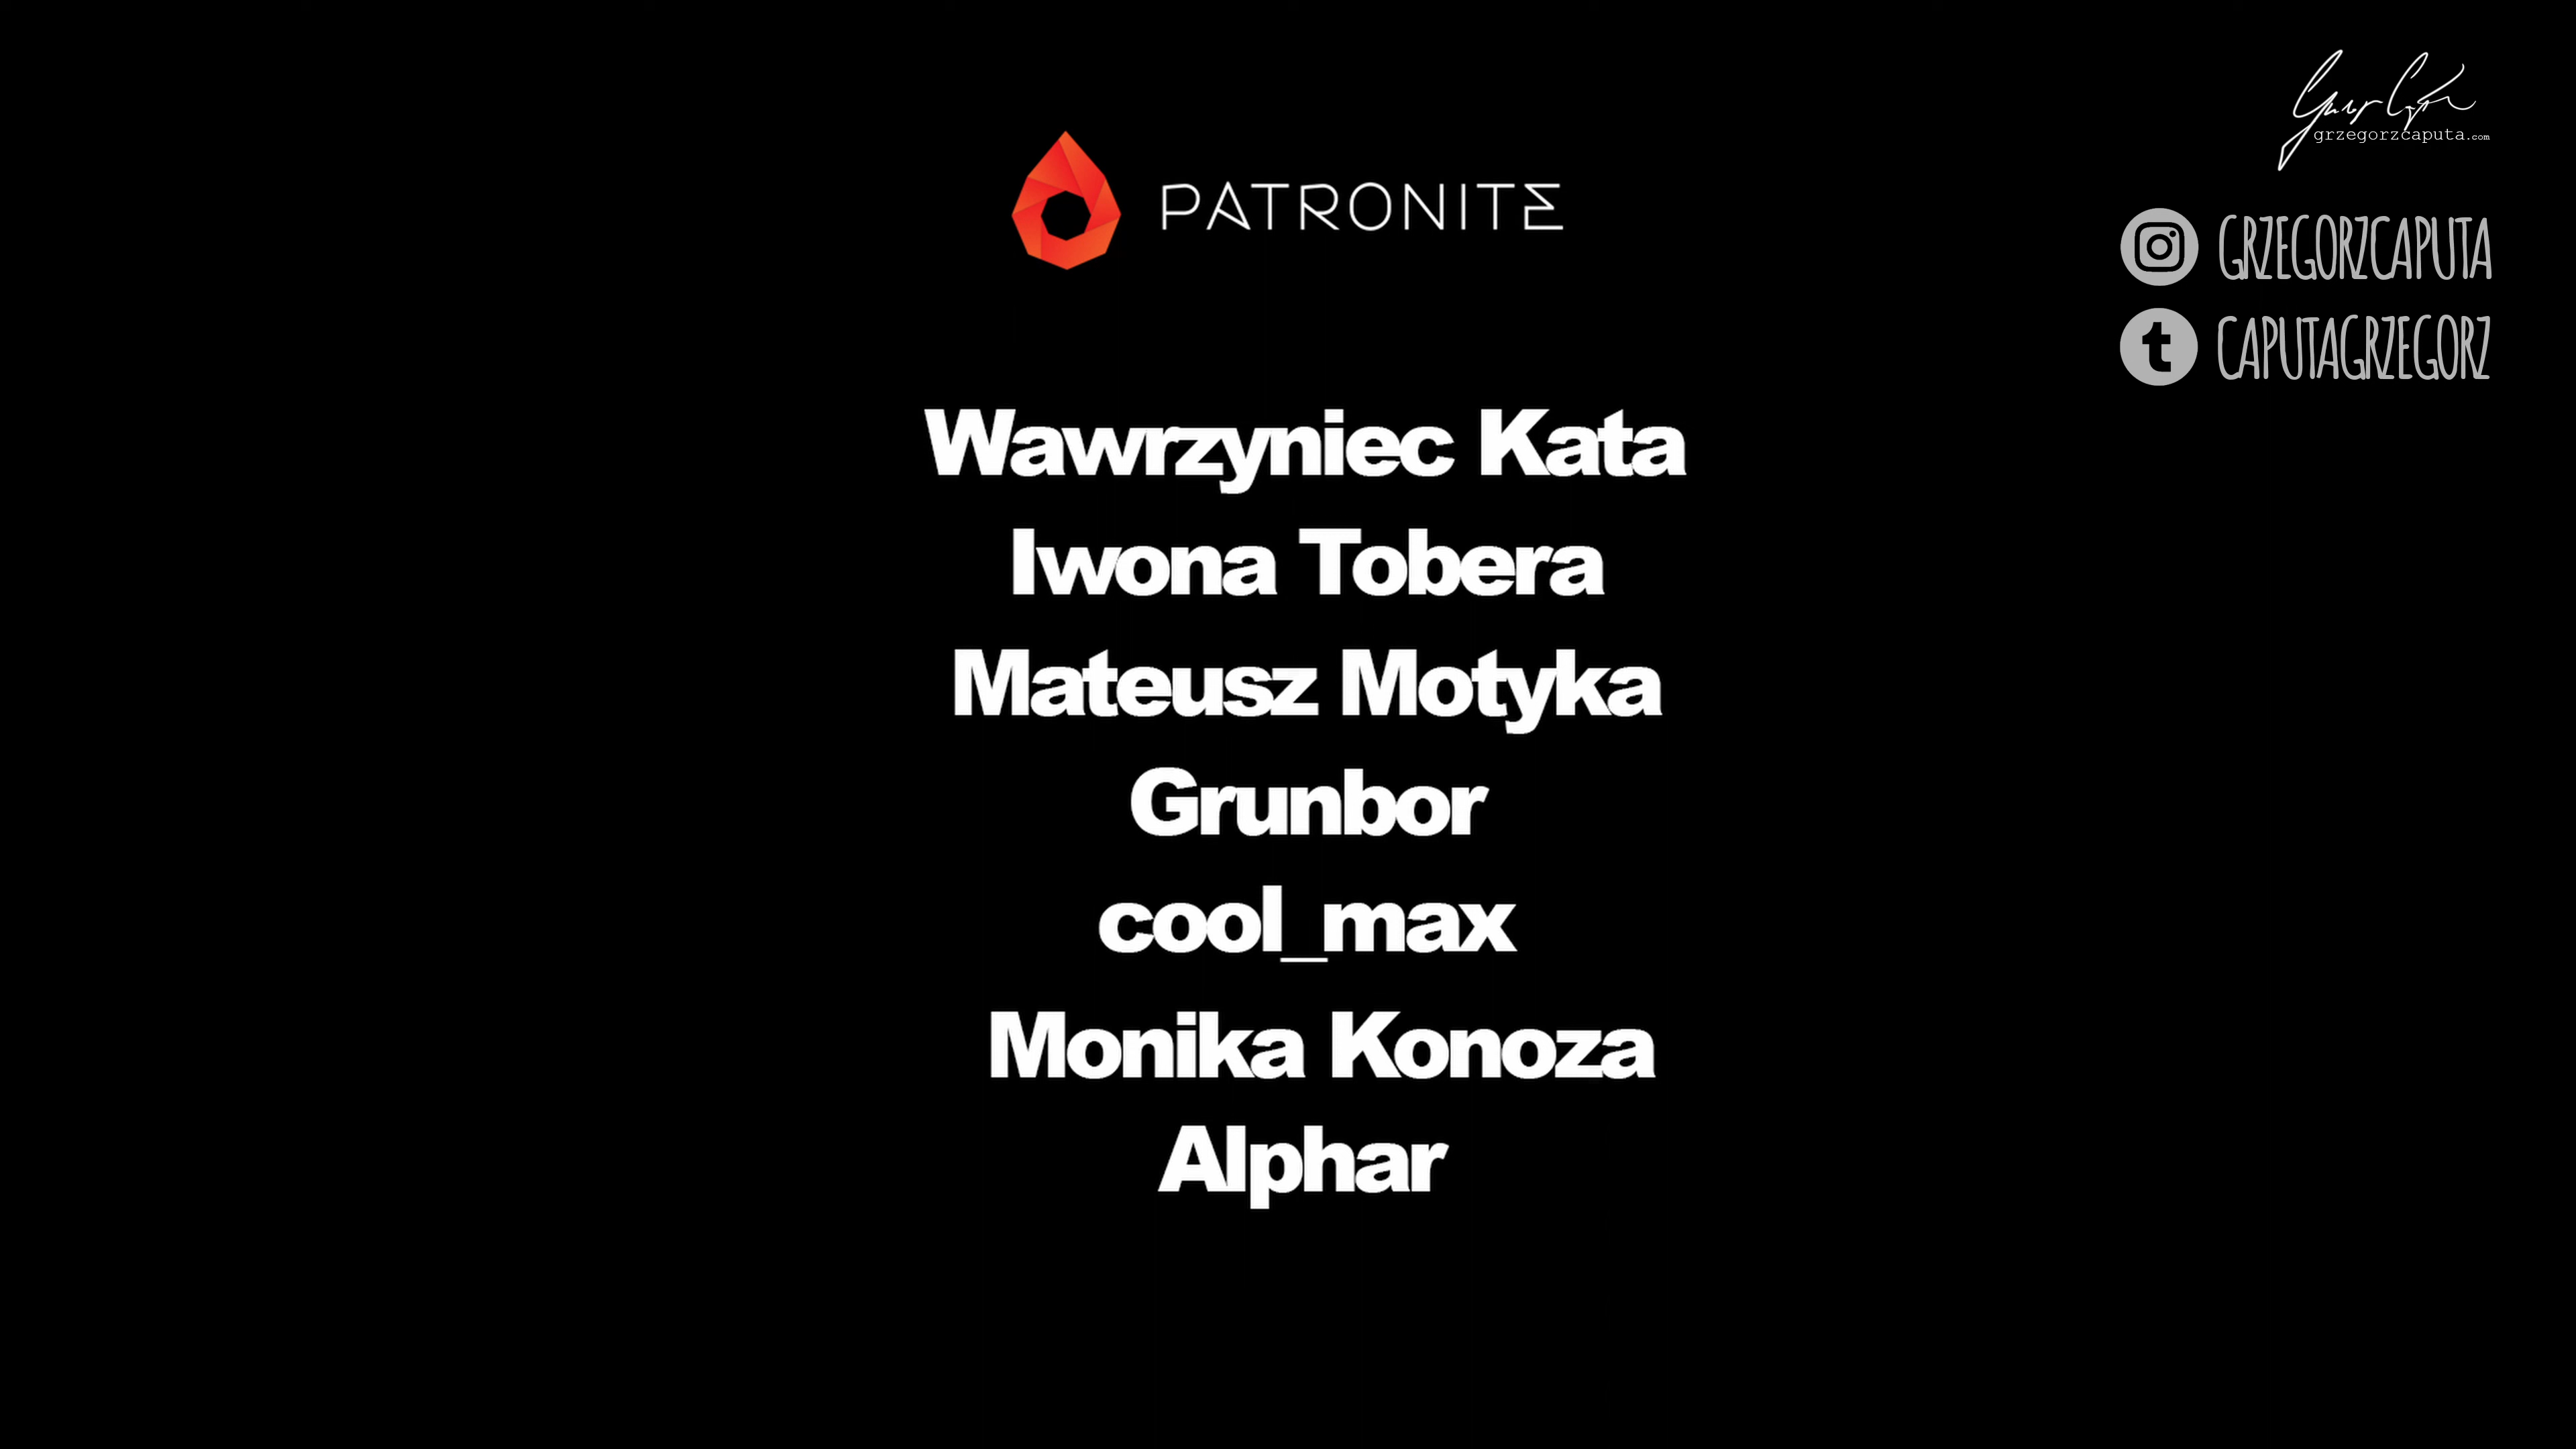 PATRONITE
grzegorzcaputa.com
GRZEGORZCAPUTA
CAPUTAGRZEGORZ
Wawrzyniec Kata
Iwona Tobera
Mateusz Motyka
Grunbor
cool_max
Monika Konoza
Alphar